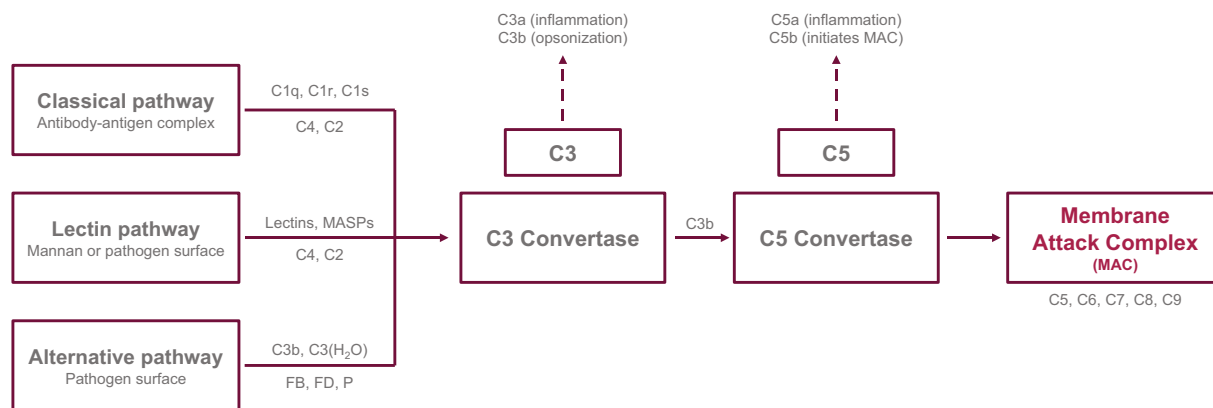 C3a (inflammation)
C3b (opsonization)
C5a (inflammation)
C5b (initiates MAC)
Classical pathway
Antibody-antigen complex
C1q, C1r, C1s
C4, C2
C3
C5
Lectin pathway
Mannan or pathogen surface
Lectins, MASPs
C4, C2
C3 Convertase
C3b
C5 Convertase
Membrane
Attack Complex
(MAC)
C5, C6, C7, C8, C9
Alternative pathway
Pathogen surface
C3b, C3(H₂O)
FB, FD, P